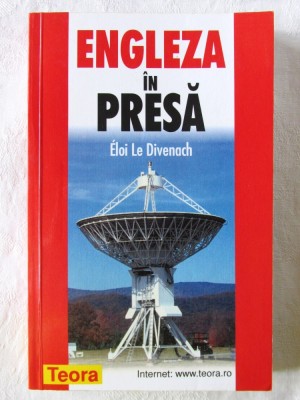 ENGLEZA
ÎN
PRESĂ
Éloi Le Divenach
Teora
Internet: www.teora.ro